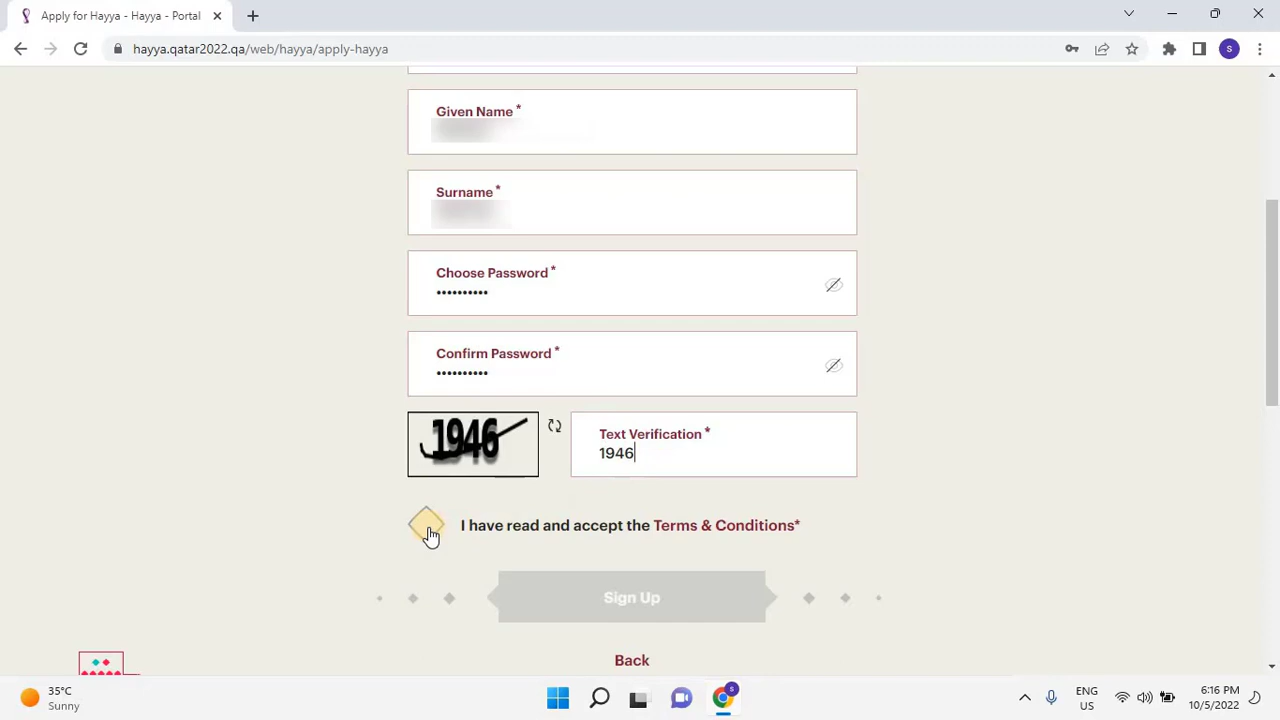 Apply for Hayya - Hayya - Portal
hayya.qatar2022.qa/web/hayya/apply-hayya
S
Given Name *
Surname *
Choose Password *
••••••••••
Confirm Password *
••••••••••
1946
Text Verification *
1946
I have read and accept the Terms & Conditions*
Sign Up
Back
35°C
Sunny
S
ENG
US
6:16 PM
10/5/2022